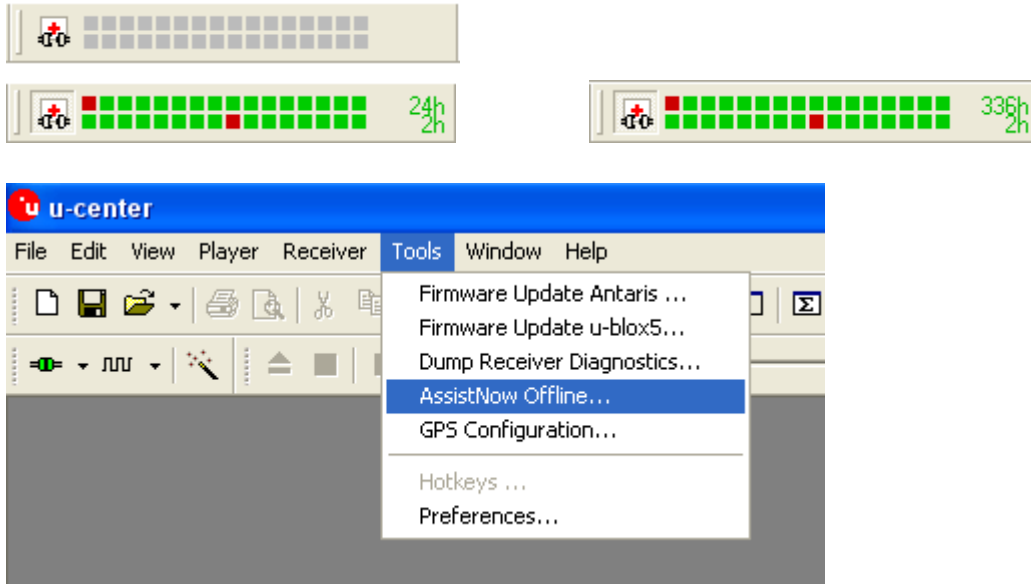 24h
2h
336h
2h
u-center
File Edit View Player Receiver Tools Window Help
Firmware Update Antaris ...
Firmware Update u-blox5...
Dump Receiver Diagnostics...
AssistNow Offline...
GPS Configuration...
Hotkeys ...
Preferences...